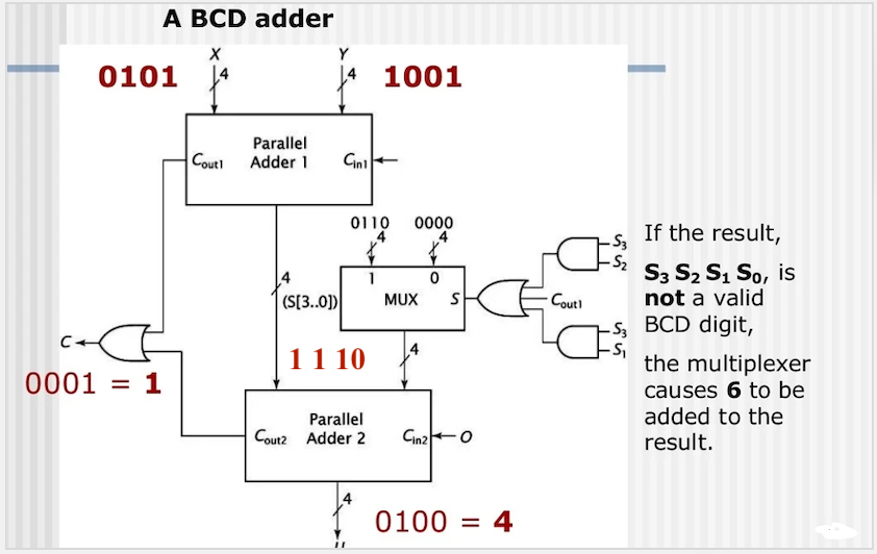 A BCD adder
X Y
0101 4 4 1001
Parallel
Cout1 Adder 1 Cin1
0110 0000
4 4
S3
S2
1 0
4
(S[3..0])
MUX S
Cout1
S3
S1
If the result,
S3 S2 S1 S0, is
not a valid
BCD digit,
the multiplexer
causes 6 to be
added to the
result.
C
1 1 10
4
0001 = 1
Parallel
Cout2 Adder 2 Cin2 O
4
0100 = 4